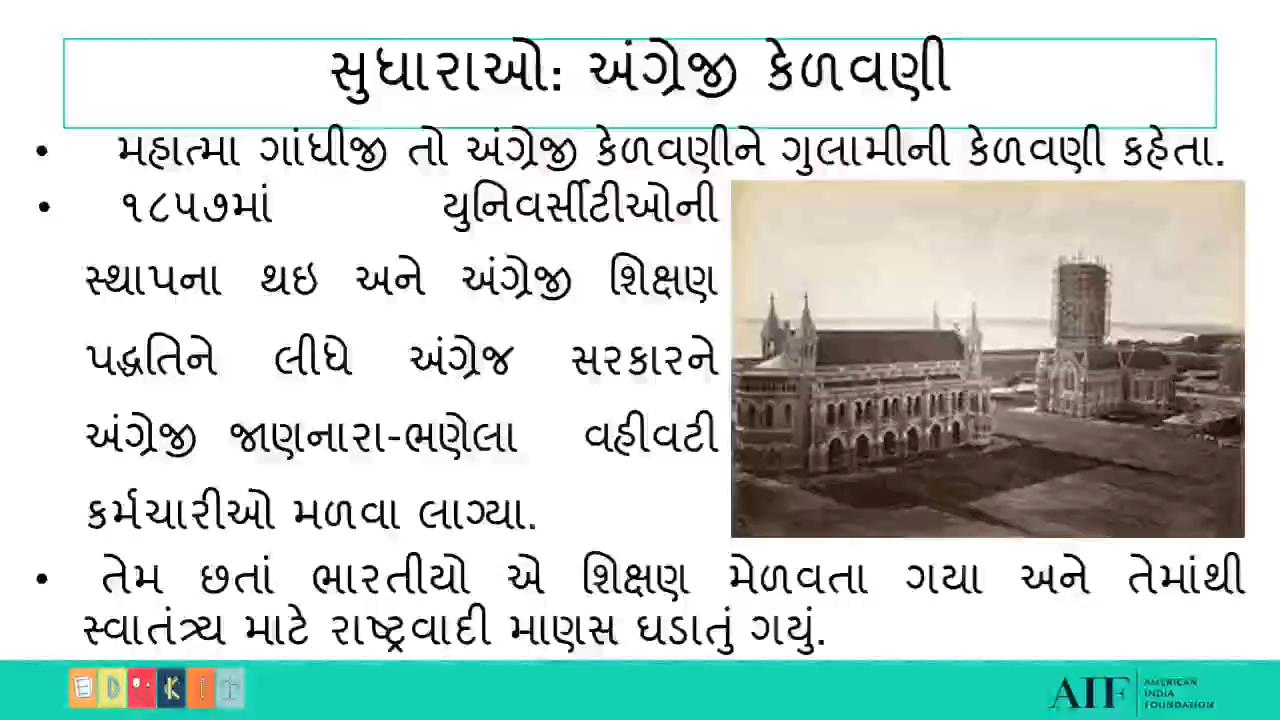 સુધારાઓ: અંગ્રેજી કેળવણી
• મહાત્મા ગાંધીજી તો અંગ્રેજી કેળવણીને ગુલામીની કેળવણી કહેતા.
• ૧૮૫૭માં યુનિવર્સીટીઓની
સ્થાપના થઇ અને અંગ્રેજી શિક્ષણ
પદ્ધતિને લીધે અંગ્રેજ સરકારને
અંગ્રેજી જાણનારા-ભણેલા વહીવટી
કર્મચારીઓ મળવા લાગ્યા.
• તેમ છતાં ભારતીયો એ શિક્ષણ મેળવતા ગયા અને તેમાંથી
સ્વાતંત્ર્ય માટે રાષ્ટ્રવાદી માણસ ઘડાતું ગયું.
EDUKIT
AIF AMERICAN
INDIA
FOUNDATION